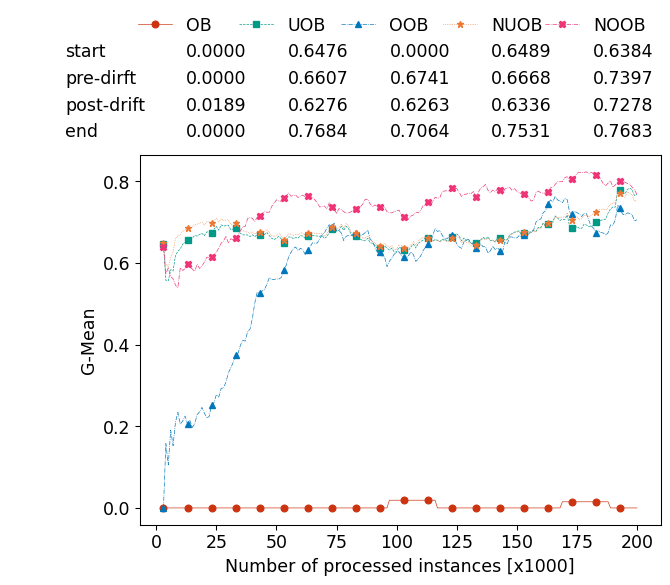 OB UOB OOB NUOB NOOB
start 0.0000 0.6476 0.0000 0.6489 0.6384
pre-dirft 0.0000 0.6607 0.6741 0.6668 0.7397
post-drift 0.0189 0.6276 0.6263 0.6336 0.7278
end 0.0000 0.7684 0.7064 0.7531 0.7683
0.8
0.6
0.4
0.2
0.0
G-Mean
0 25 50 75 100 125 150 175 200
Number of processed instances [x1000]